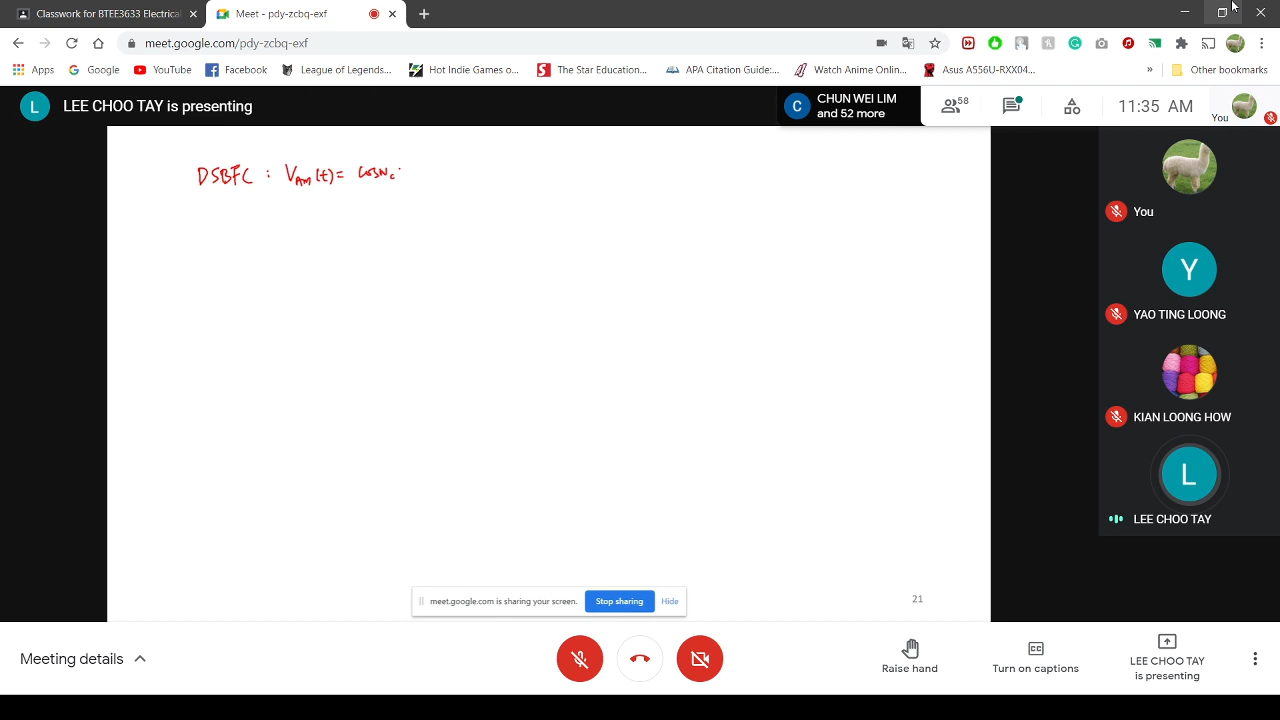 Classwork for BTEE3633 Electrical
Meet - pdy-zcbq-exf
meet.google.com/pdy-zcbq-exf
Apps
Google
YouTube
Facebook
League of Legends...
Hot Indie Games o...
The Star Education...
APA Citation Guide:...
Watch Anime Online...
Asus A556U-RXX04...
»
Other bookmarks
L
LEE CHOO TAY is presenting
C
CHUN WEI LIM
and 52 more
58
11:35 AM
You
DSBFC : VAM(t) = cosωc
You
Y
YAO TING LOONG
KIAN LOONG HOW
L
LEE CHOO TAY
meet.google.com is sharing your screen.
Stop sharing
Hide
21
Meeting details
Raise hand
CC
Turn on captions
LEE CHOO TAY
is presenting